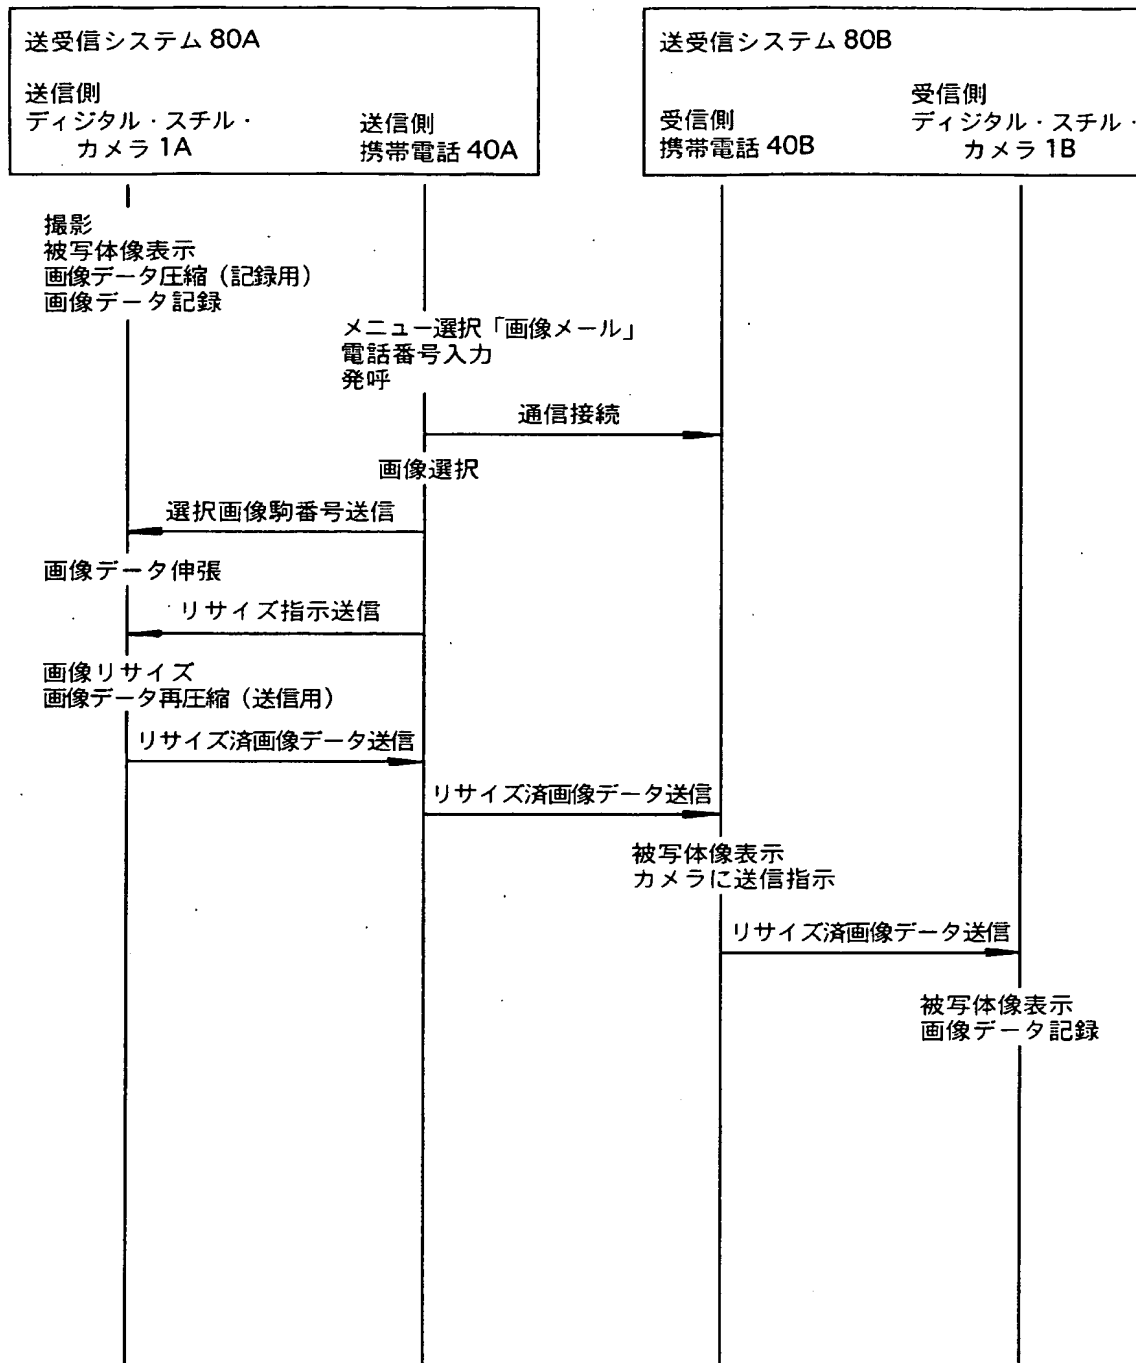 送受信システム 80A
送信側
ディジタル・スチル・
カメラ 1A
送信側
携帯電話 40A
送受信システム 80B
受信側
携帯電話 40B
受信側
ディジタル・スチル・
カメラ 1B
撮影
被写体像表示
画像データ圧縮（記録用）
画像データ記録
メニュー選択「画像メール」
電話番号入力
発呼
通信接続
画像選択
選択画像駒番号送信
画像データ伸張
リサイズ指示送信
画像リサイズ
画像データ再圧縮（送信用）
リサイズ済画像データ送信
リサイズ済画像データ送信
被写体像表示
カメラに送信指示
リサイズ済画像データ送信
被写体像表示
画像データ記録